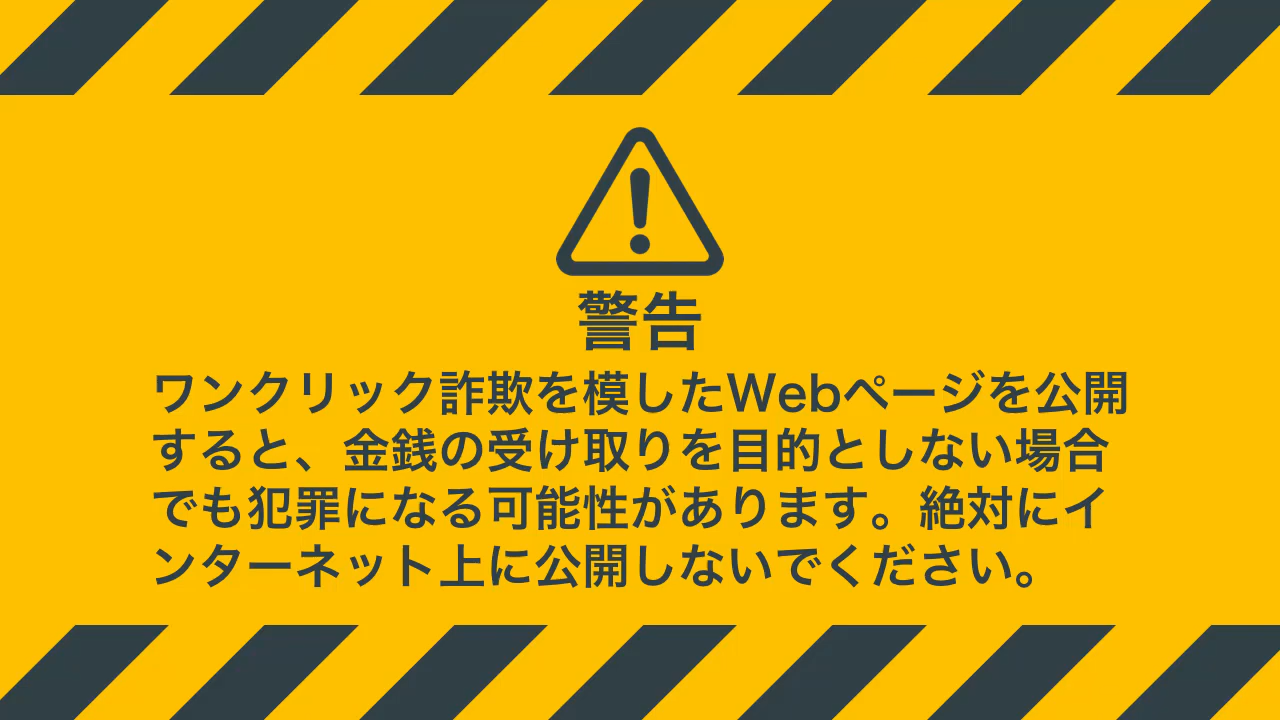 警告
ワンクリック詐欺を模したWebページを公開
すると、金銭の受け取りを目的としない場合
でも犯罪になる可能性があります。絶対にイ
ンターネット上に公開しないでください。